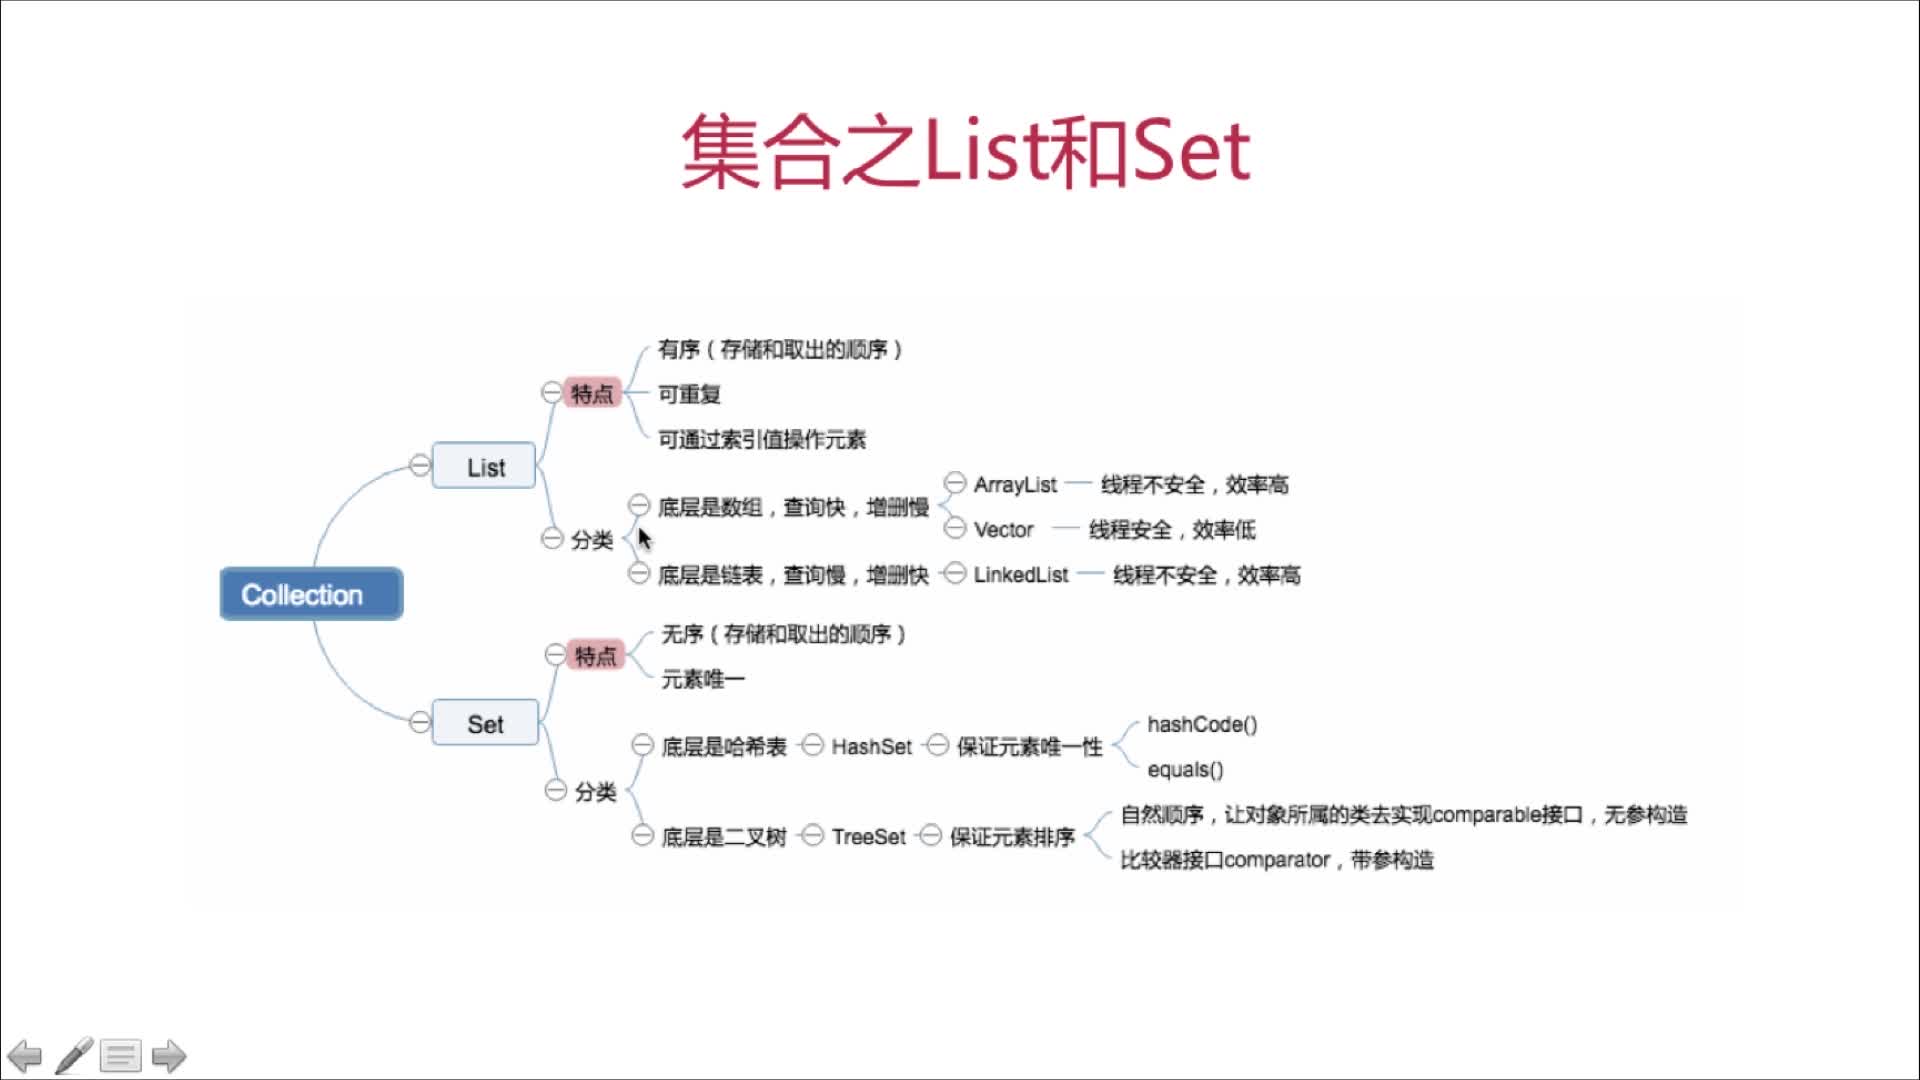 集合之List和Set
Collection
List
特点
有序（存储和取出的顺序）
可重复
可通过索引值操作元素
分类
底层是数组，查询快，增删慢
ArrayList
线程不安全，效率高
Vector
线程安全，效率低
底层是链表，查询慢，增删快
LinkedList
线程不安全，效率高
Set
特点
无序（存储和取出的顺序）
元素唯一
分类
底层是哈希表
HashSet
保证元素唯一性
hashCode()
equals()
底层是二叉树
TreeSet
保证元素排序
自然顺序，让对象所属的类去实现comparable接口，无参构造
比较器接口comparator，带参构造